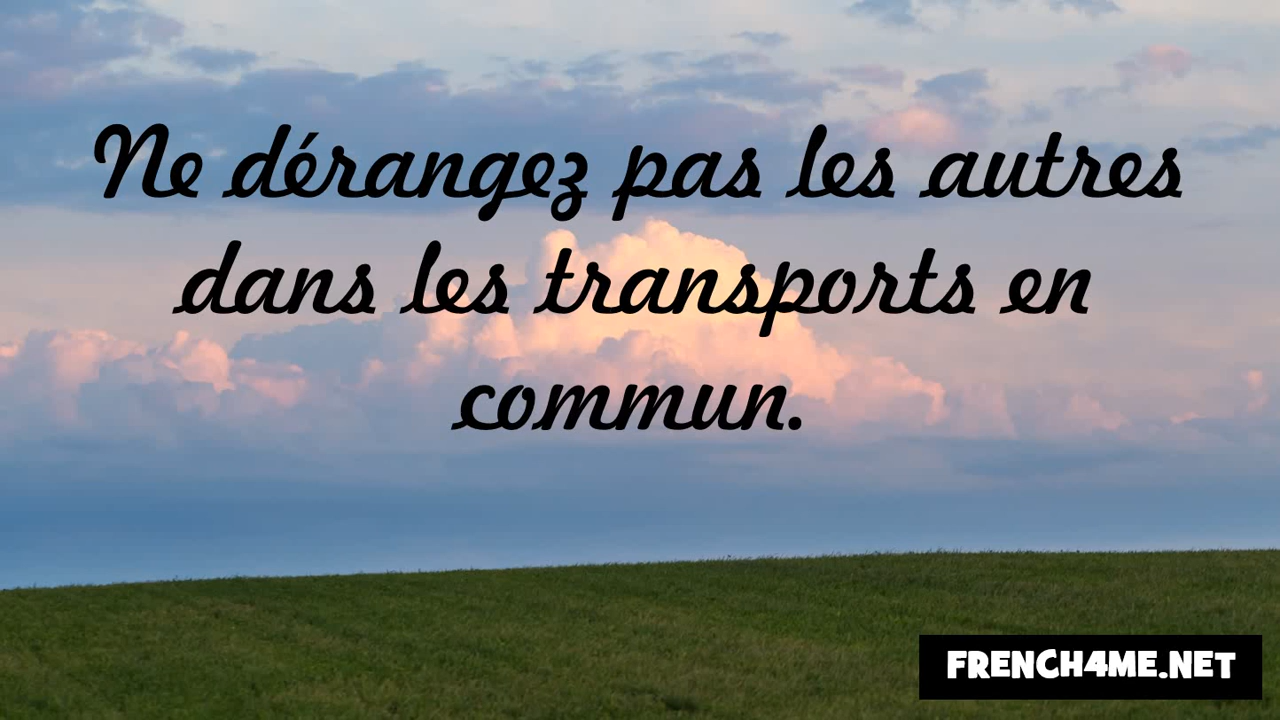 Ne dérangez pas les autres
dans les transports en
commun.
FRENCH4ME.NET